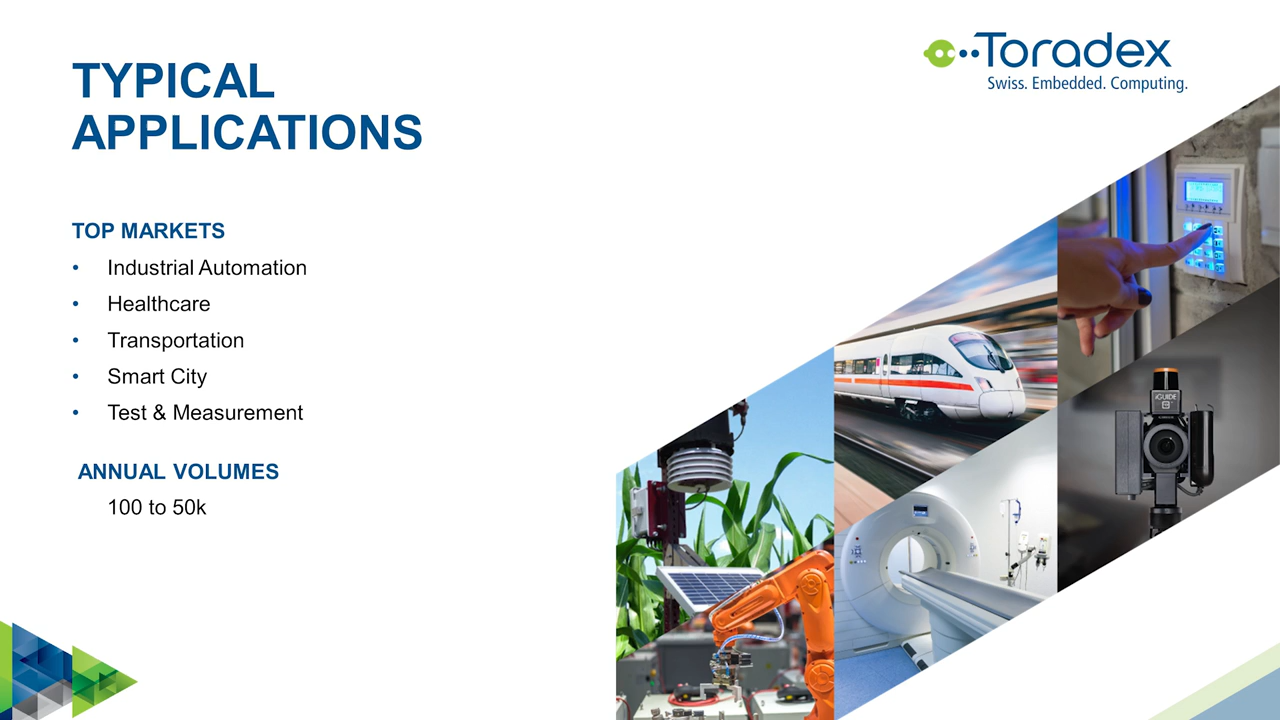 TYPICAL
APPLICATIONS
Toradex
Swiss. Embedded. Computing.
TOP MARKETS
• Industrial Automation
• Healthcare
• Transportation
• Smart City
• Test & Measurement
ANNUAL VOLUMES
100 to 50k
iGUIDE